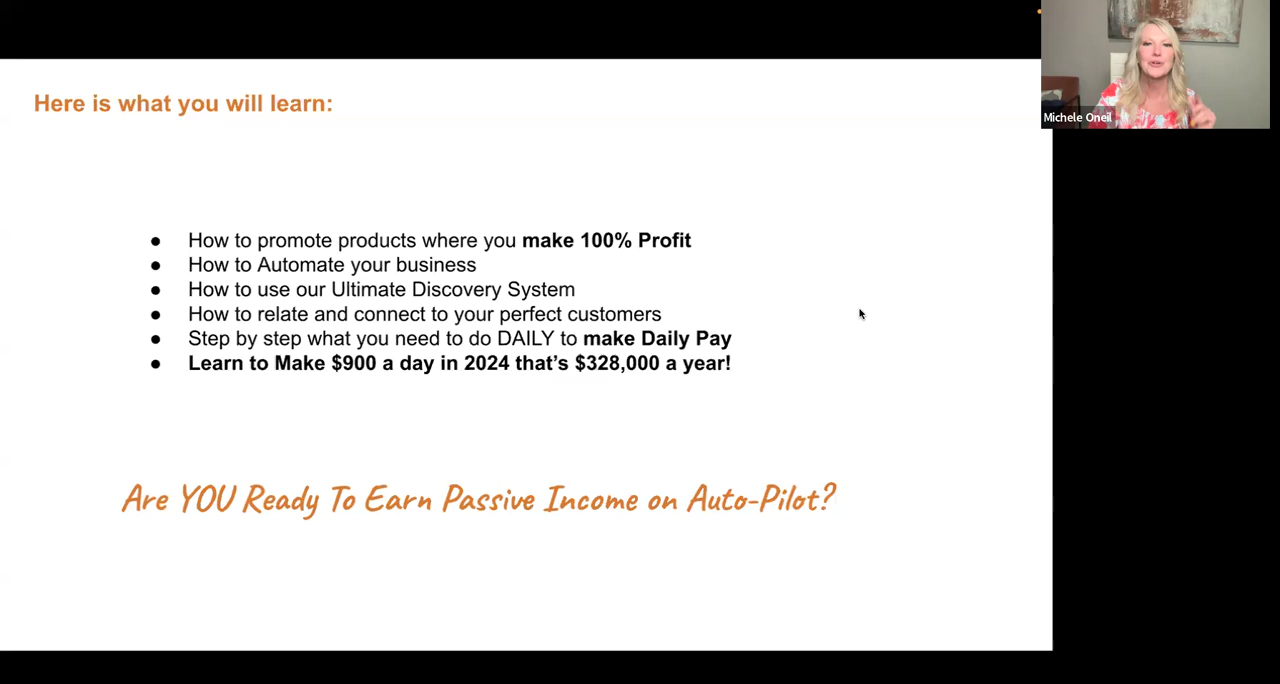 Here is what you will learn:
Michele Oneil
● How to promote products where you make 100% Profit
● How to Automate your business
● How to use our Ultimate Discovery System
● How to relate and connect to your perfect customers
● Step by step what you need to do DAILY to make Daily Pay
● Learn to Make $900 a day in 2024 that's $328,000 a year!
Are YOU Ready To Earn Passive Income on Auto-Pilot?